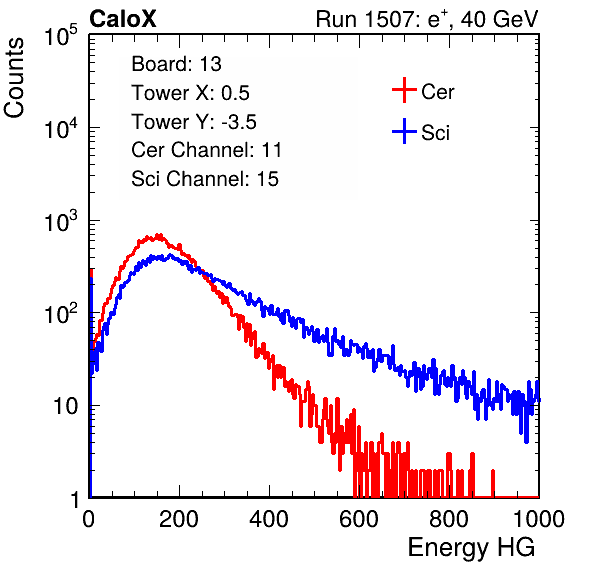 CaloX Run 1507: e⁺, 40 GeV
10⁵
Counts
Board: 13
Tower X: 0.5
Tower Y: -3.5
Cer Channel: 11
Sci Channel: 15
Cer
Sci
10⁴
10³
10²
10
1
0 200 400 600 800 1000
Energy HG